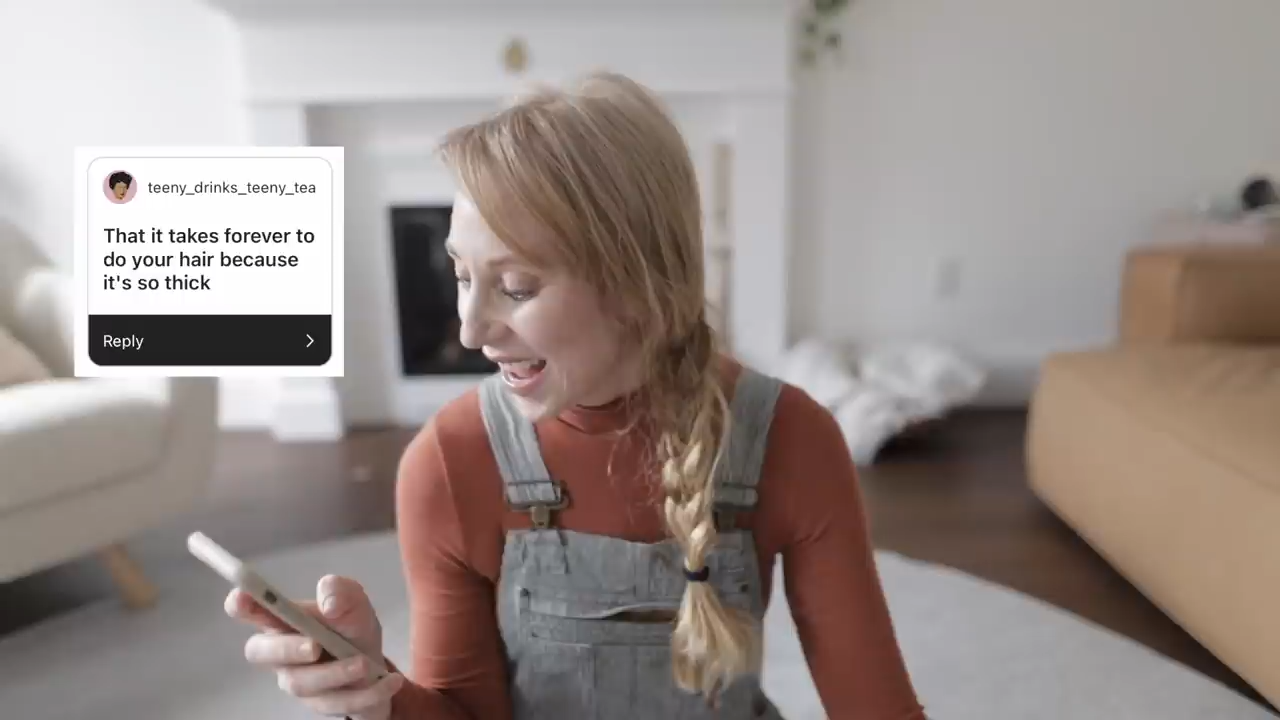 teeny_drinks_teeny_tea
That it takes forever to
do your hair because
it's so thick
Reply